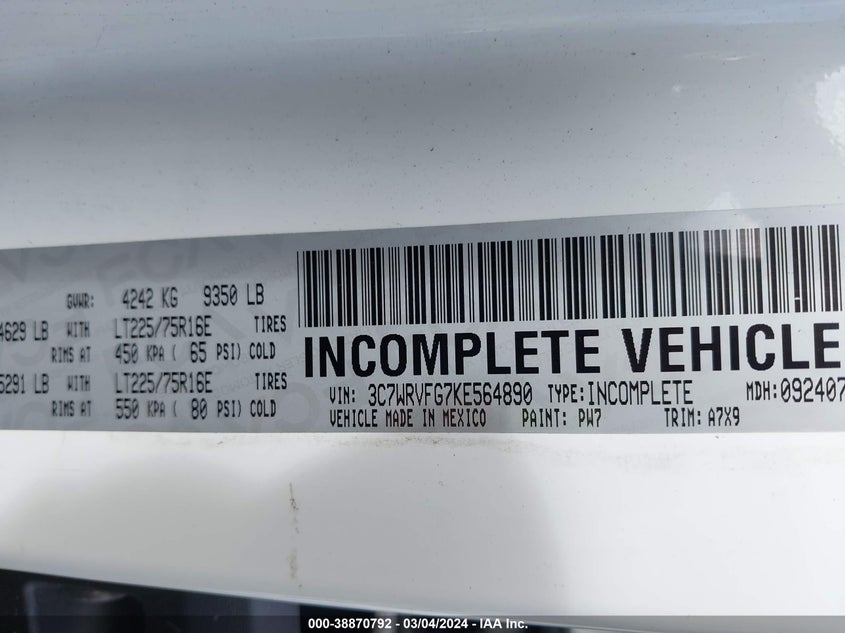 GVWR: 4242 KG 9350 LB
4629 LB WITH LT225/75R16E TIRES
RIMS AT 450 KPA ( 65 PSI) COLD
5291 LB WITH LT225/75R16E TIRES
RIMS AT 550 KPA ( 80 PSI) COLD
INCOMPLETE VEHICLE
VIN: 3C7WRVFG7KE564890 TYPE:INCOMPLETE MDH:092407
VEHICLE MADE IN MEXICO PAINT: PW7 TRIM: A7X9
000-38870792 - 03/04/2024 - IAA Inc.